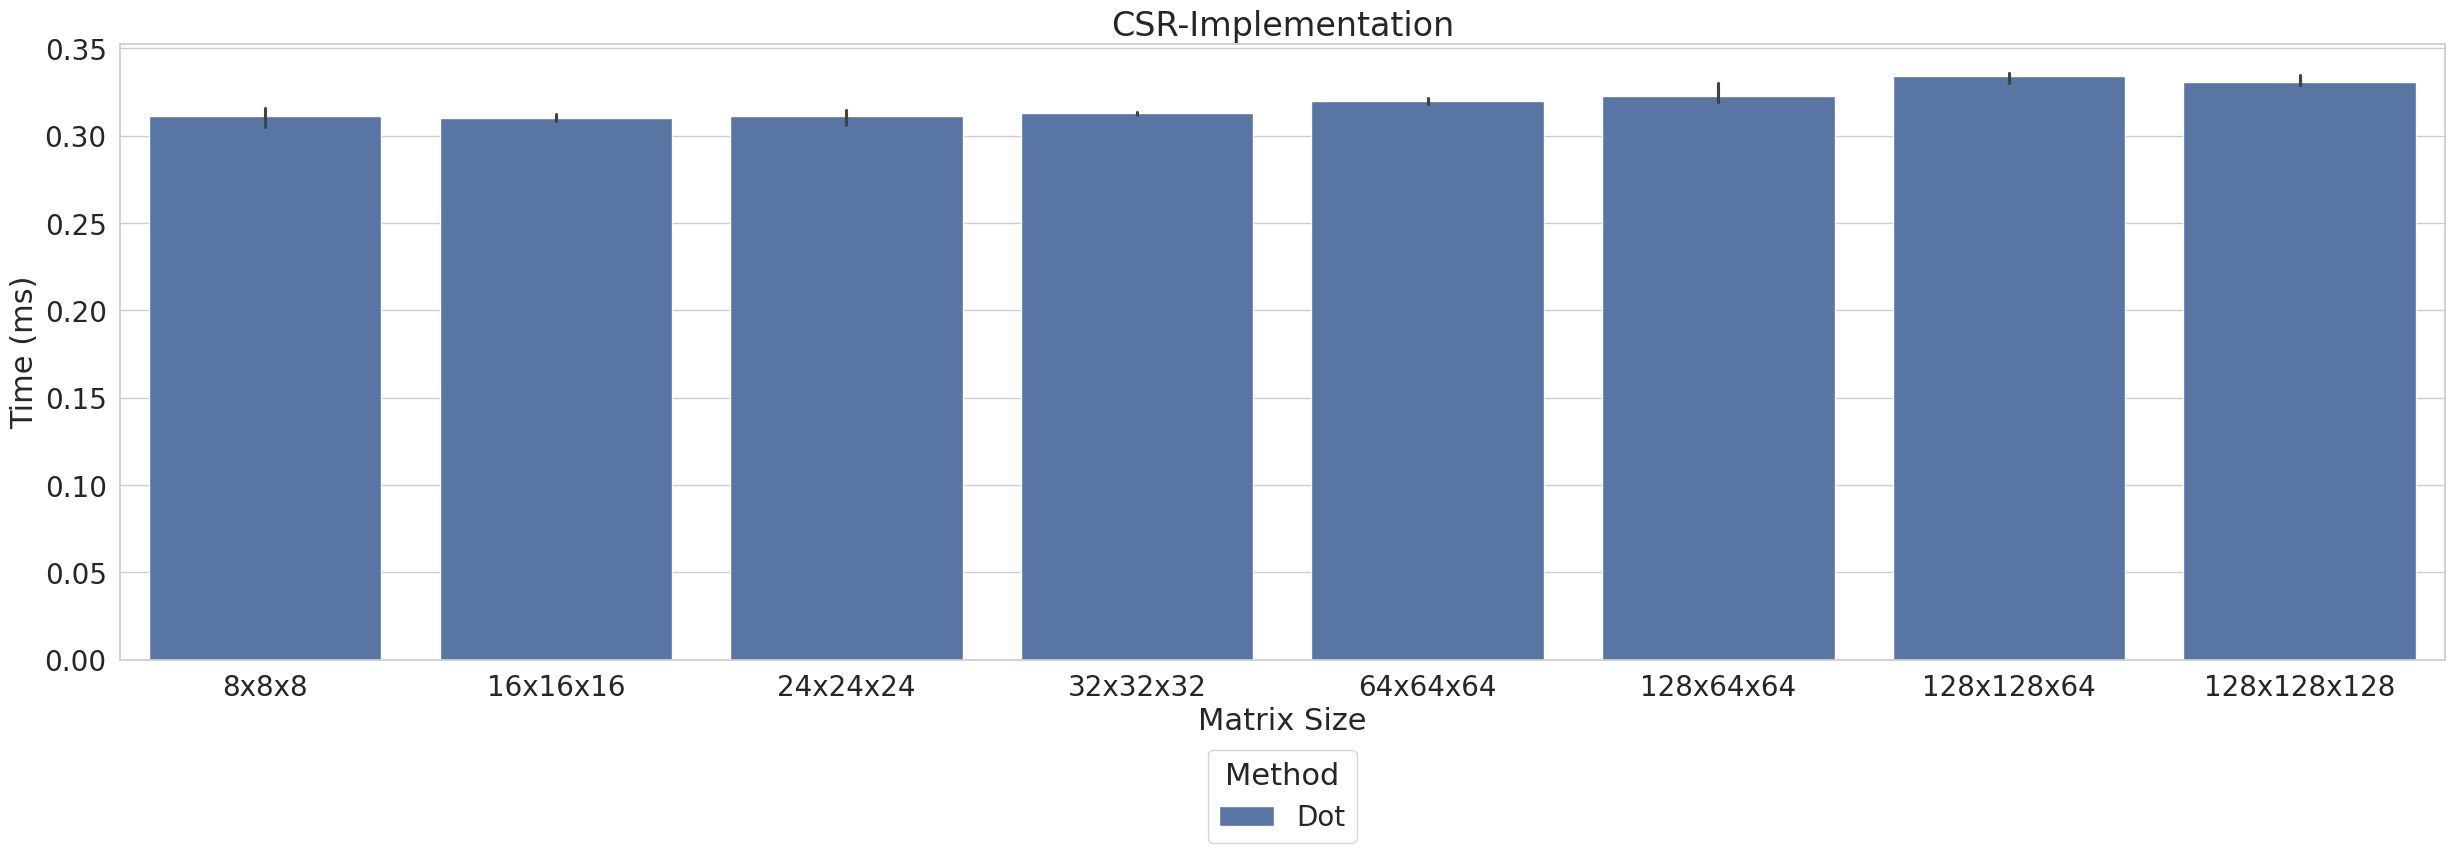 CSR-Implementation
0.35
0.30
0.25
0.20
0.15
0.10
0.05
0.00
Time (ms)
8x8x8 16x16x16 24x24x24 32x32x32 64x64x64 128x64x64 128x128x64 128x128x128
Matrix Size
Method
Dot